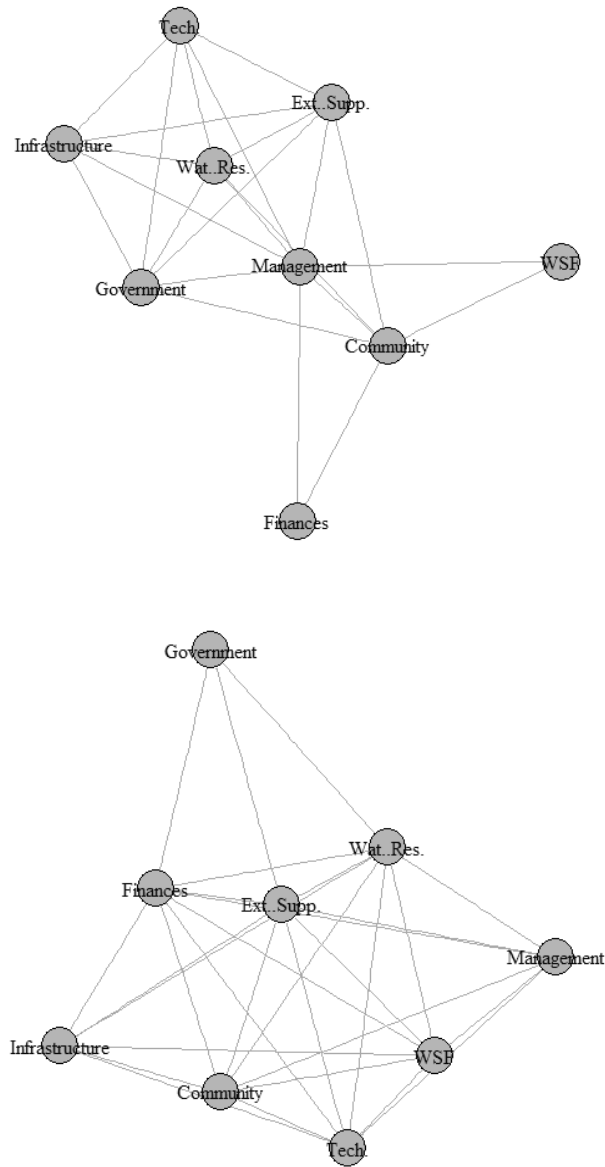 Tech.
Ext..Supp.
Infrastructure
Wat..Res.
Management
WSF
Government
Community
Finances
Government
Wat..Res.
Finances
Ext..Supp.
Management
Infrastructure
WSF
Community
Tech.